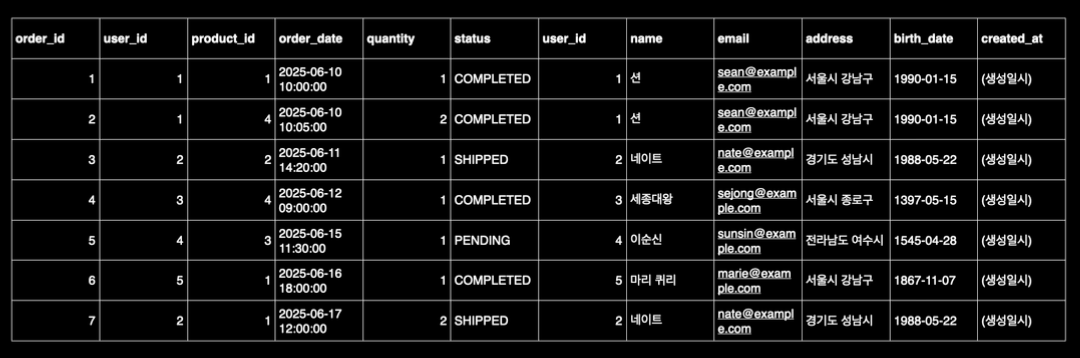 order_id user_id product_id order_date quantity status user_id name email address birth_date created_at
1 1 1 2025-06-10 10:00:00 1 COMPLETED 1 션 sean@example.com 서울시 강남구 1990-01-15 (생성일시)
2 1 4 2025-06-10 10:05:00 2 COMPLETED 1 션 sean@example.com 서울시 강남구 1990-01-15 (생성일시)
3 2 2 2025-06-11 14:20:00 1 SHIPPED 2 네이트 nate@example.com 경기도 성남시 1988-05-22 (생성일시)
4 3 4 2025-06-12 09:00:00 1 COMPLETED 3 세종대왕 sejong@example.com 서울시 종로구 1397-05-15 (생성일시)
5 4 3 2025-06-15 11:30:00 1 PENDING 4 이순신 sunsin@example.com 전라남도 여수시 1545-04-28 (생성일시)
6 5 1 2025-06-16 18:00:00 1 COMPLETED 5 마리 퀴리 marie@example.com 서울시 강남구 1867-11-07 (생성일시)
7 2 1 2025-06-17 12:00:00 2 SHIPPED 2 네이트 nate@example.com 경기도 성남시 1988-05-22 (생성일시)